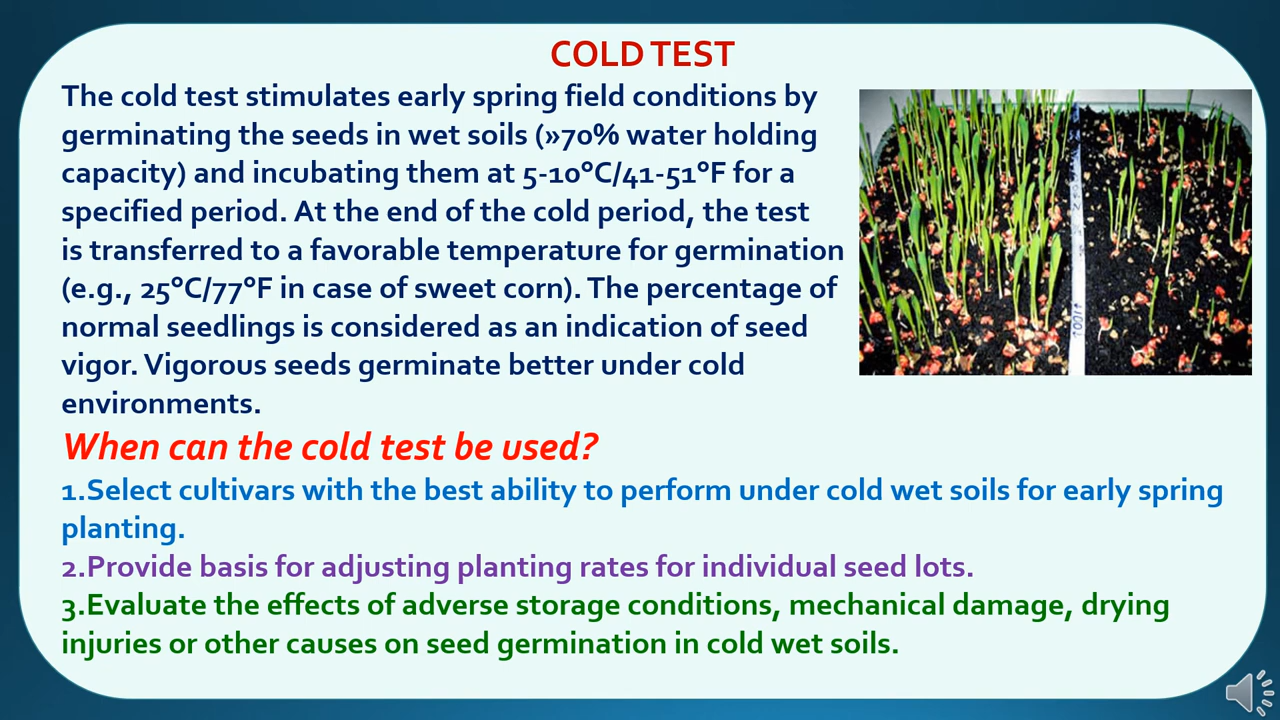 COLD TEST
The cold test stimulates early spring field conditions by
germinating the seeds in wet soils (»70% water holding
capacity) and incubating them at 5-10°C/41-51°F for a
specified period. At the end of the cold period, the test
is transferred to a favorable temperature for germination
(e.g., 25°C/77°F in case of sweet corn). The percentage of
normal seedlings is considered as an indication of seed
vigor. Vigorous seeds germinate better under cold
environments.
When can the cold test be used?
1.Select cultivars with the best ability to perform under cold wet soils for early spring
planting.
2.Provide basis for adjusting planting rates for individual seed lots.
3.Evaluate the effects of adverse storage conditions, mechanical damage, drying
injuries or other causes on seed germination in cold wet soils.